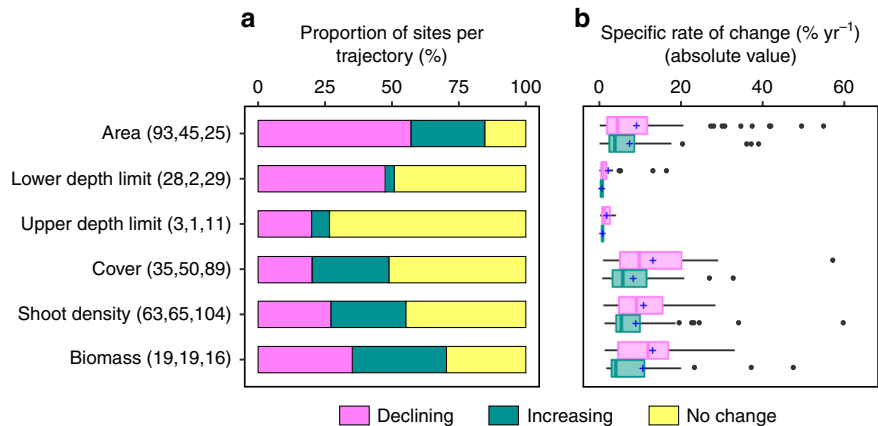 a
Proportion of sites per
trajectory (%)
0 25 50 75 100
b
Specific rate of change (% yr⁻¹)
(absolute value)
0 20 40 60
Area (93,45,25)
Lower depth limit (28,2,29)
Upper depth limit (3,1,11)
Cover (35,50,89)
Shoot density (63,65,104)
Biomass (19,19,16)
Declining Increasing No change